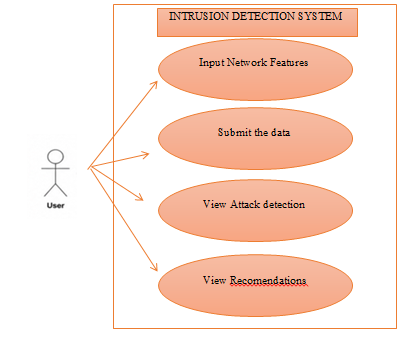 INTRUSION DETECTION SYSTEM
Input Network Features
Submit the data
View Attack detection
User
View Recomendations